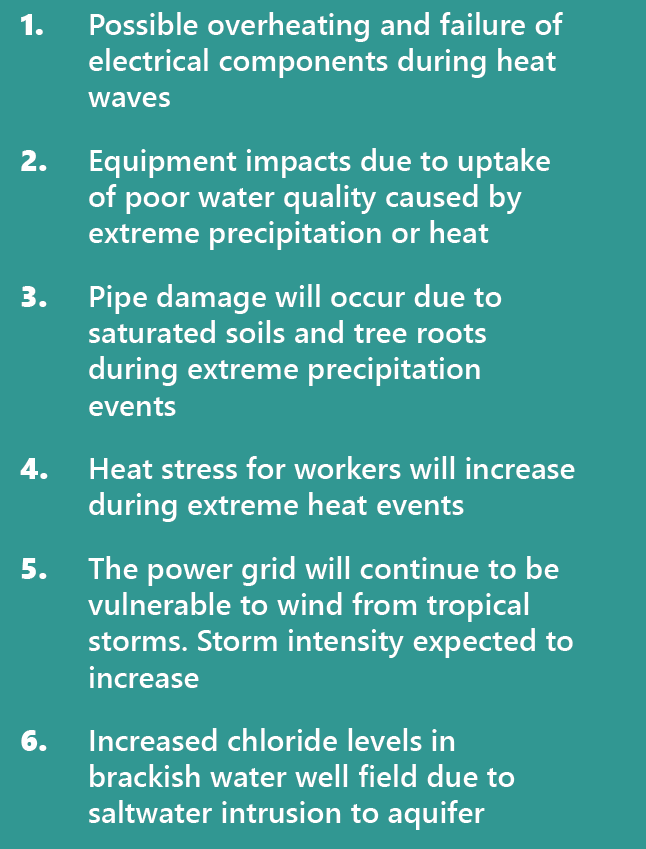 1. Possible overheating and failure of
electrical components during heat
waves
2. Equipment impacts due to uptake
of poor water quality caused by
extreme precipitation or heat
3. Pipe damage will occur due to
saturated soils and tree roots
during extreme precipitation
events
4. Heat stress for workers will increase
during extreme heat events
5. The power grid will continue to be
vulnerable to wind from tropical
storms. Storm intensity expected to
increase
6. Increased chloride levels in
brackish water well field due to
saltwater intrusion to aquifer